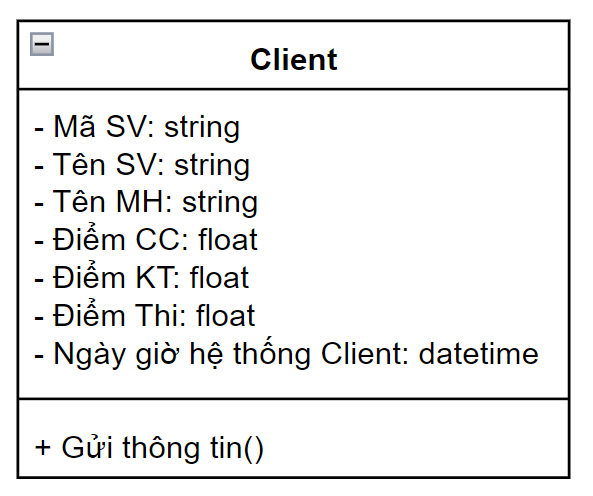 Client
- Mã SV: string
- Tên SV: string
- Tên MH: string
- Điểm CC: float
- Điểm KT: float
- Điểm Thi: float
- Ngày giờ hệ thống Client: datetime
+ Gửi thông tin()